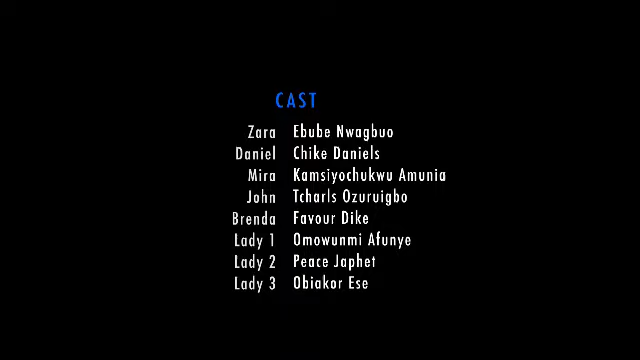 CAST
Zara Ebube Nwagbuo
Daniel Chike Daniels
Mira Kamsiyochukwu Amunia
John Tcharls Ozuruigbo
Brenda Favour Dike
Lady 1 Omowunmi Afunye
Lady 2 Peace Japhet
Lady 3 Obiakor Ese